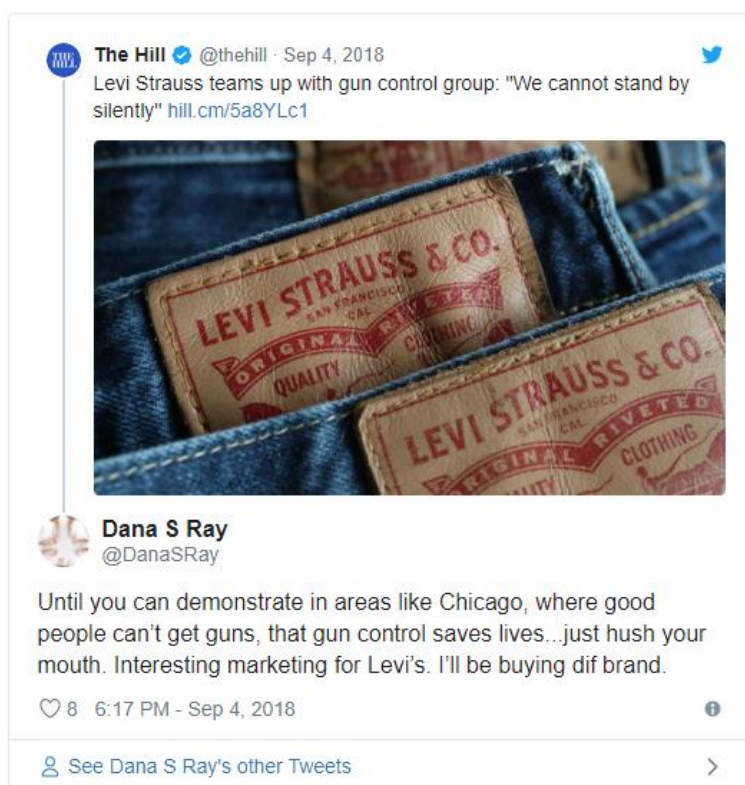 THE HILL
The Hill @thehill · Sep 4, 2018
Levi Strauss teams up with gun control group: "We cannot stand by
silently" hill.cm/5a8YLc1
LEVI STRAUSS & CO.
SAN FRANCISCO
CAL
ORIGINAL RIVETED
QUALITY CLOTHING
LEVI STRAUSS & CO.
SAN FRANCISCO
CAL
ORIGINAL RIVETED
CLOTHING
Dana S Ray
@DanaSRay
Until you can demonstrate in areas like Chicago, where good
people can’t get guns, that gun control saves lives...just hush your
mouth. Interesting marketing for Levi’s. I’ll be buying dif brand.
8 6:17 PM - Sep 4, 2018
See Dana S Ray's other Tweets